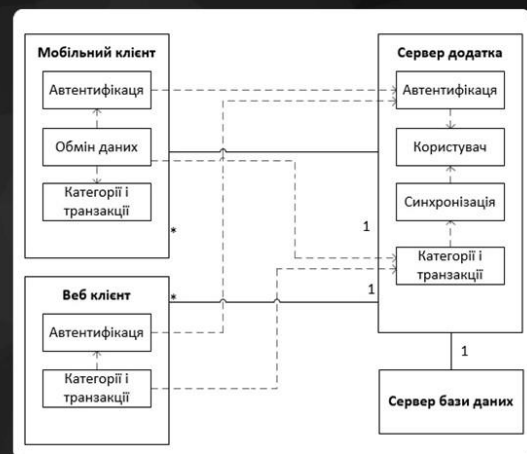 Мобільний клієнт
Автентифікаця
Обмін даних
Категорії і
транзакції
*
Веб клієнт
*
Автентифікаця
Категорії і
транзакції
Сервер додатка
Автентифікаця
Користувач
Синхронізація
1
Категорії і
транзакції
1
1
Сервер бази даних